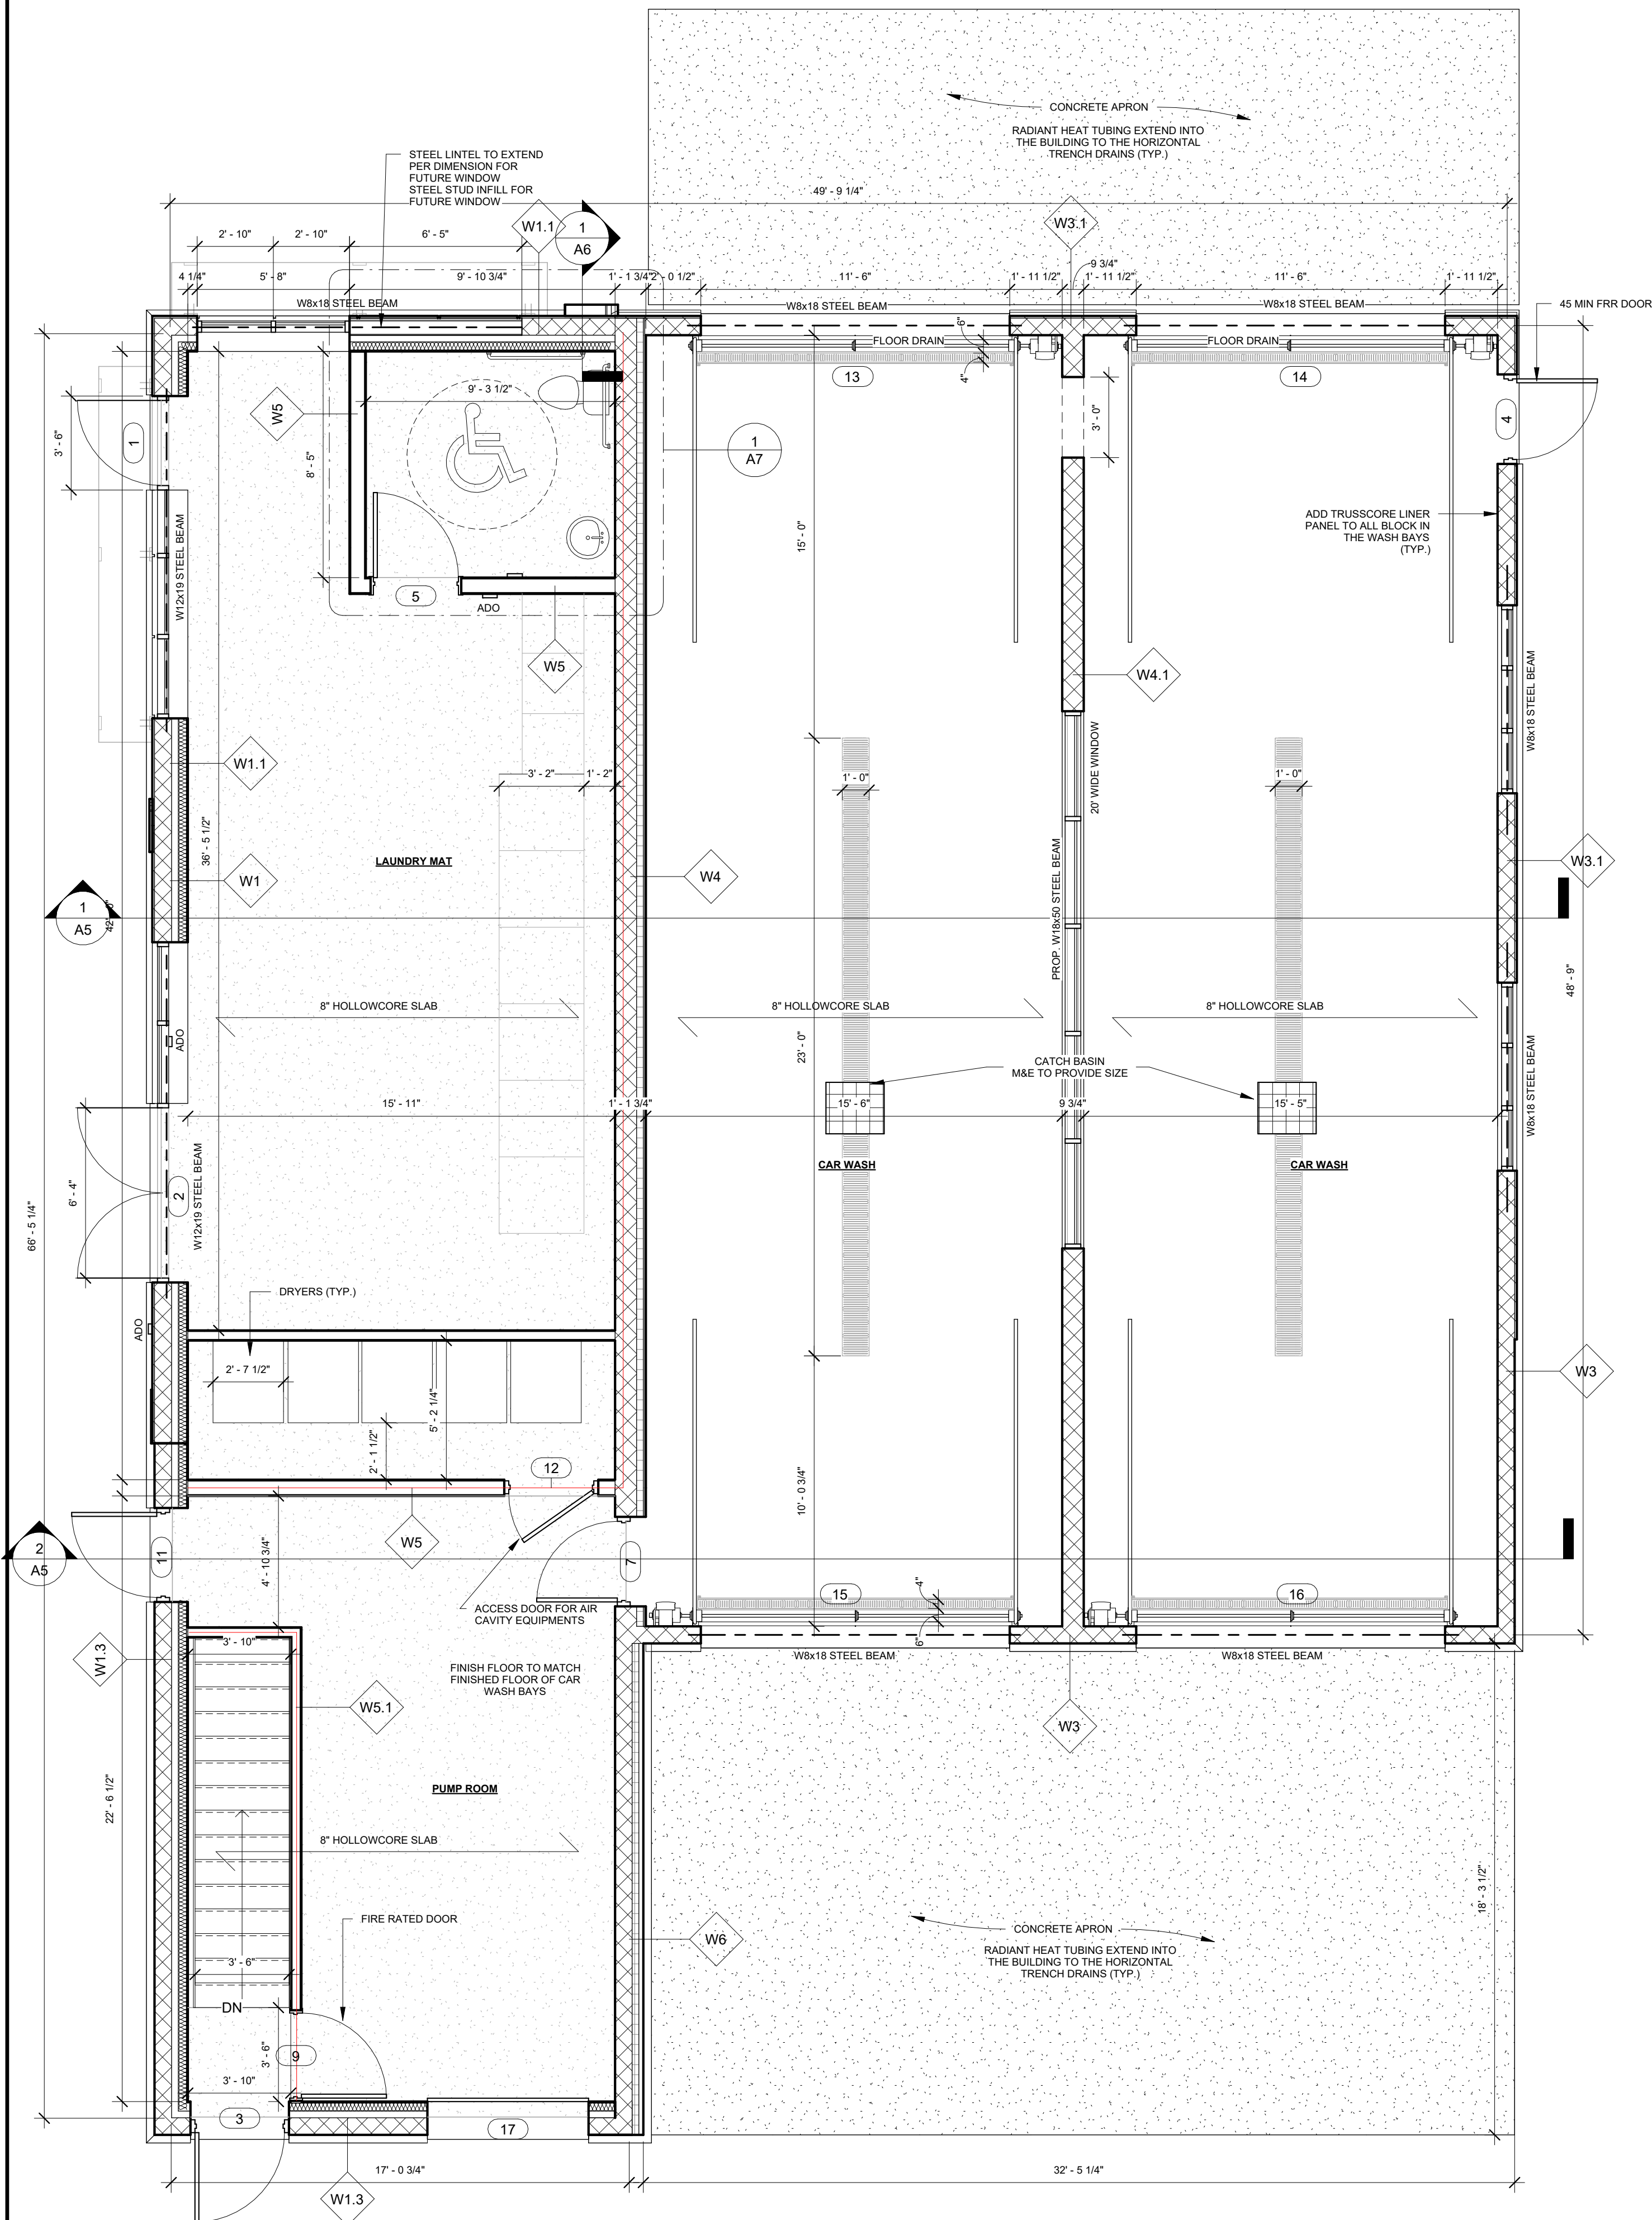 CONCRETE APRON
RADIANT HEAT TUBING EXTEND INTO
THE BUILDING TO THE HORIZONTAL
TRENCH DRAINS (TYP.)
STEEL LINTEL TO EXTEND
PER DIMENSION FOR
FUTURE WINDOW
STEEL STUD INFILL FOR
FUTURE WINDOW
49' - 9 1/4"
W1.1
1
A6
W3.1
2' - 10"
2' - 10"
6' - 5"
9 3/4"
4 1/4"
5' - 8"
9' - 10 3/4"
1' - 1 3/4"
2' - 0 1/2"
11' - 6"
1' - 11 1/2"
1' - 11 1/2"
11' - 6"
1' - 11 1/2"
W8x18 STEEL BEAM
W8x18 STEEL BEAM
W8x18 STEEL BEAM
45 MIN FRR DOOR
6"
FLOOR DRAIN
FLOOR DRAIN
4"
13
14
9' - 3 1/2"
W5
3' - 6"
1
3' - 0"
4
1
A7
8' - 5"
ADD TRUSSCORE LINER
PANEL TO ALL BLOCK IN
THE WASH BAYS
(TYP.)
15' - 0"
W12x19 STEEL BEAM
5
ADO
W5
W4.1
W8x18 STEEL BEAM
W1.1
20' WIDE WINDOW
3' - 2"
1' - 2"
1' - 0"
1' - 0"
36' - 5 1/2"
LAUNDRY MAT
W1
W4
PROP. W18x50 STEEL BEAM
W3.1
1
A5
48' - 9"
8" HOLLOWCORE SLAB
8" HOLLOWCORE SLAB
8" HOLLOWCORE SLAB
ADO
23' - 0"
CATCH BASIN
M&E TO PROVIDE SIZE
W8x18 STEEL BEAM
15' - 11"
1' - 1 3/4"
15' - 6"
9 3/4"
15' - 5"
CAR WASH
CAR WASH
6' - 4"
2
W12x19 STEEL BEAM
66' - 5 1/4"
DRYERS (TYP.)
ADO
2' - 7 1/2"
W3
5' - 2 1/4"
2' - 1 1/2"
12
10' - 0 3/4"
W5
2
A5
11
4' - 10 3/4"
7
ACCESS DOOR FOR AIR
CAVITY EQUIPMENTS
15
4"
16
6"
3' - 10"
W1.3
FINISH FLOOR TO MATCH
FINISHED FLOOR OF CAR
WASH BAYS
W8x18 STEEL BEAM
W8x18 STEEL BEAM
W5.1
W3
22' - 6 1/2"
PUMP ROOM
8" HOLLOWCORE SLAB
18' - 3 1/2"
FIRE RATED DOOR
W6
CONCRETE APRON
RADIANT HEAT TUBING EXTEND INTO
THE BUILDING TO THE HORIZONTAL
TRENCH DRAINS (TYP.)
3' - 6"
DN
3' - 6"
9
3' - 10"
3
17
17' - 0 3/4"
32' - 5 1/4"
W1.3